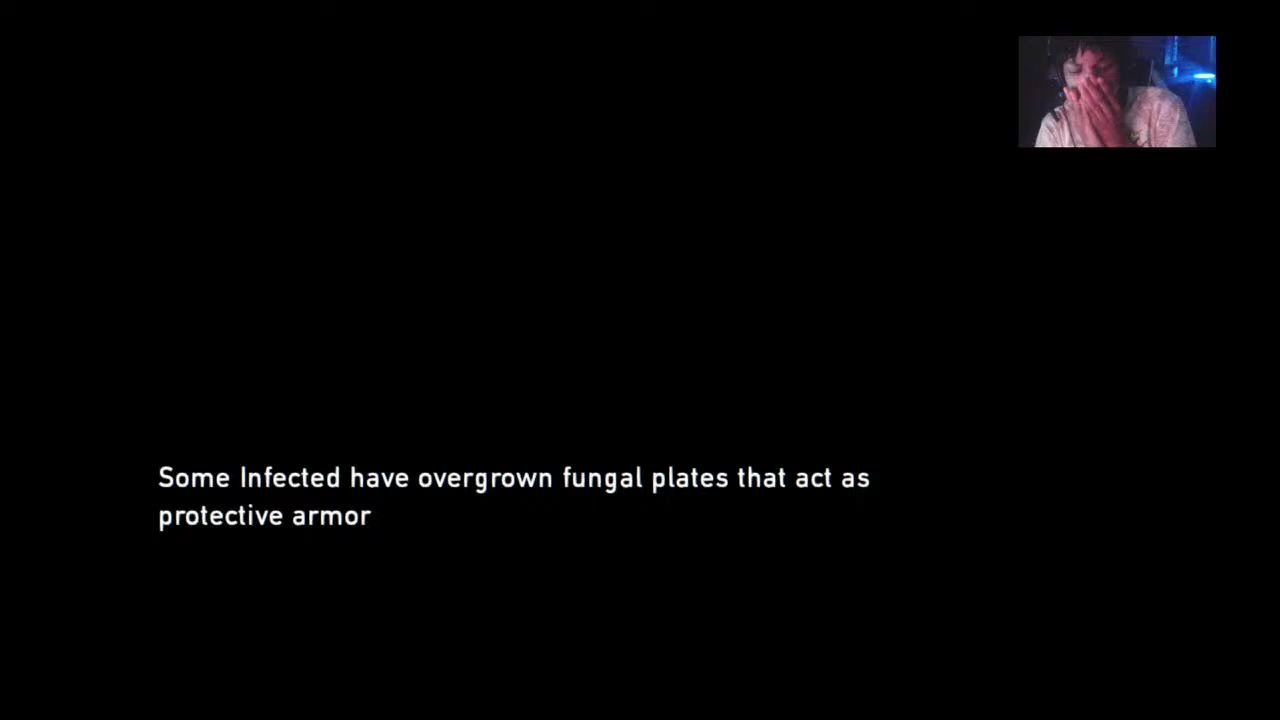 Some Infected have overgrown fungal plates that act as
protective armor